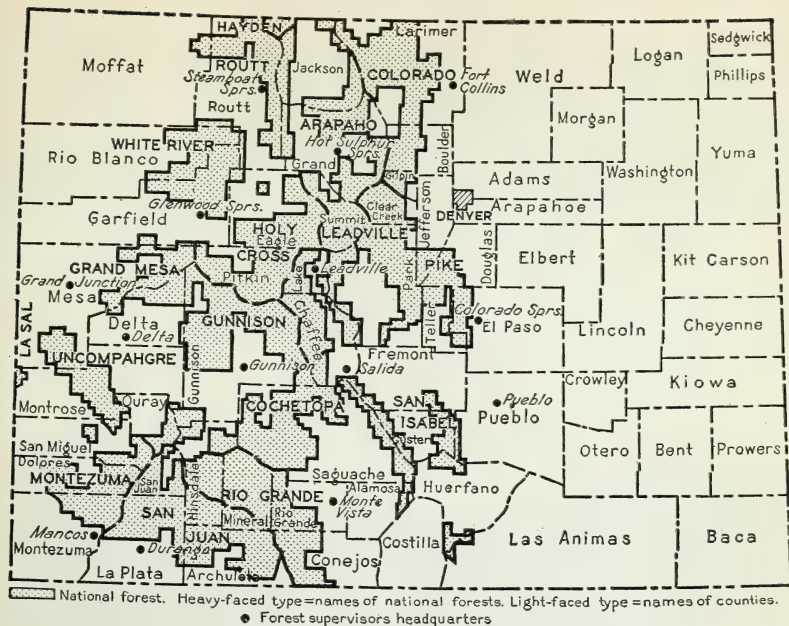 HAYDEN
Larimer
Sedgwick
Logan
Moffat
ROUTT
Jackson
COLORADO
Fort
Collins
Weld
Phillips
Steamboat
Sprs.
Routt
Morgan
ARAPAHO
Hot Sulphur
Sprs.
WHITE RIVER
Boulder
Yuma
Rio Blanco
Grand
Gilpin
Washington
Adams
Glenwood Sprs.
Clear
Creek
Jefferson
DENVER
Arapahoe
Garfield
Summit
HOLY
Eagle
CROSS
LEADVILLE
Park
PIKE
Douglas
Elbert
Kit Carson
GRAND MESA
Pitkin
Lake
Leadville
Grand
Junction
Mesa
LA SAL
Delta
Delta
GUNNISON
Chaffee
Teller
Colorado Sprs.
El Paso
Lincoln
Cheyenne
UNCOMPAHGRE
Gunnison
Gunnison
Fremont
Salida
Crowley
Kiowa
Montrose
Ouray
COCHETOPA
SAN
ISABEL
Custer
Pueblo
Pueblo
Otero
Bent
Prowers
San Miguel
Dolores
MONTEZUMA
San
Juan
Hinsdale
Saguache
Alamosa
Huerfano
RIO GRANDE
Monte
Vista
Mineral
Rio
Grande
SAN
JUAN
Mancos
Montezuma
Durango
Conejos
Costilla
Las Animas
Baca
La Plata
Archuleta
National forest. Heavy-faced type=names of national forests. Light-faced type=names of counties.
Forest supervisors headquarters